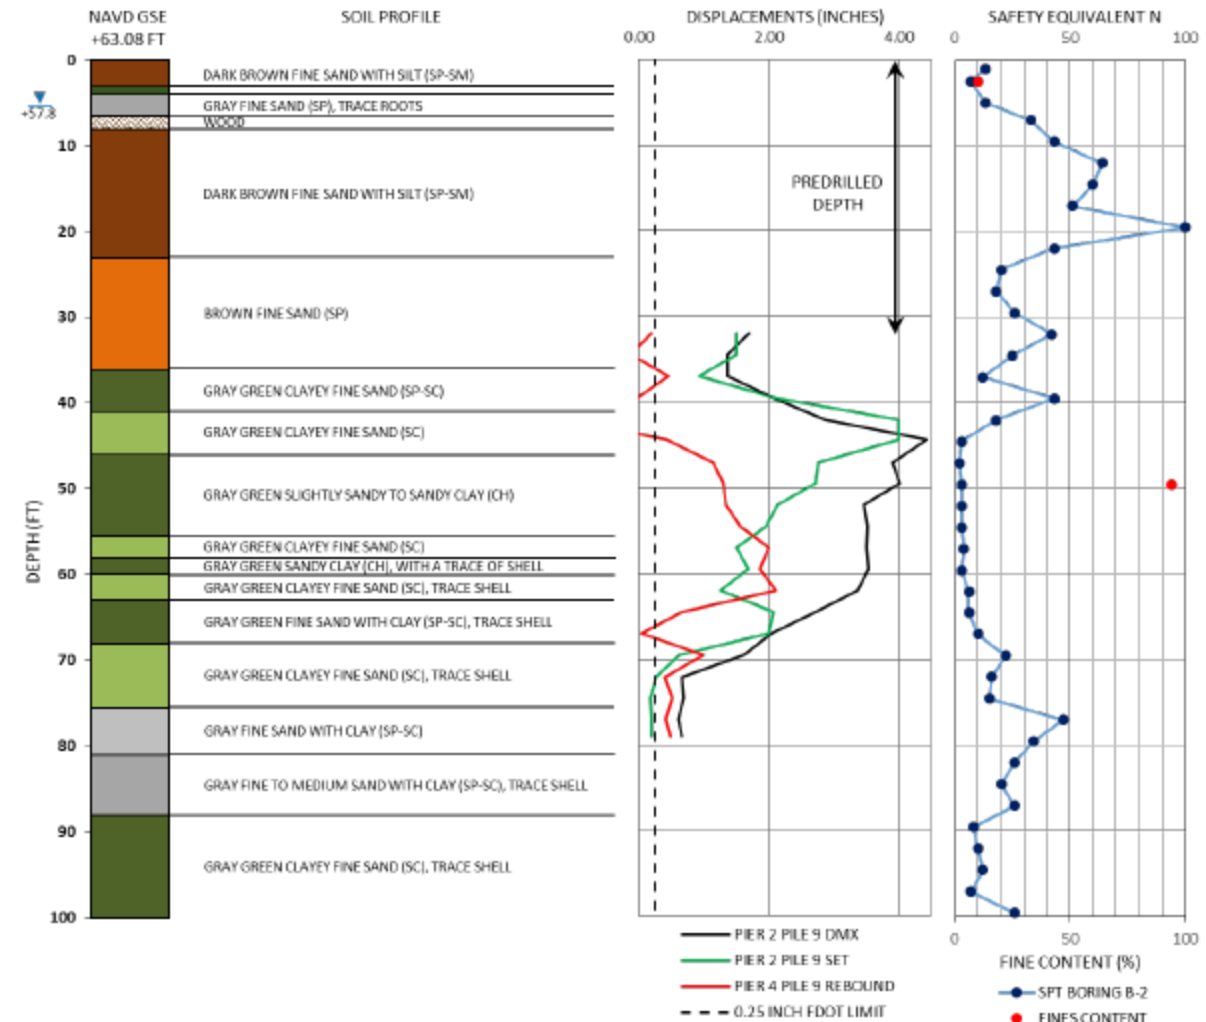 NAVD GSE
+63.08 FT
SOIL PROFILE
DISPLACEMENTS (INCHES)
SAFETY EQUIVALENT N
0.00 2.00 4.00
0 50 100
0
10
20
30
40
50
60
70
80
90
100
DEPTH (FT)
+57.8
DARK BROWN FINE SAND WITH SILT (SP-SM)
GRAY FINE SAND (SP), TRACE ROOTS
WOOD
DARK BROWN FINE SAND WITH SILT (SP-SM)
BROWN FINE SAND (SP)
GRAY GREEN CLAYEY FINE SAND (SP-SC)
GRAY GREEN CLAYEY FINE SAND (SC)
GRAY GREEN SLIGHTLY SANDY TO SANDY CLAY (CH)
GRAY GREEN CLAYEY FINE SAND (SC)
GRAY GREEN SANDY CLAY (CH), WITH A TRACE OF SHELL
GRAY GREEN CLAYEY FINE SAND (SC), TRACE SHELL
GRAY GREEN FINE SAND WITH CLAY (SP-SC), TRACE SHELL
GRAY GREEN CLAYEY FINE SAND (SC), TRACE SHELL
GRAY FINE SAND WITH CLAY (SP-SC)
GRAY FINE TO MEDIUM SAND WITH CLAY (SP-SC), TRACE SHELL
GRAY GREEN CLAYEY FINE SAND (SC), TRACE SHELL
PREDRILLED
DEPTH
PIER 2 PILE 9 DMX
PIER 2 PILE 9 SET
PIER 4 PILE 9 REBOUND
0.25 INCH FDOT LIMIT
0 50 100
FINE CONTENT (%)
SPT BORING B-2
FINES CONTENT